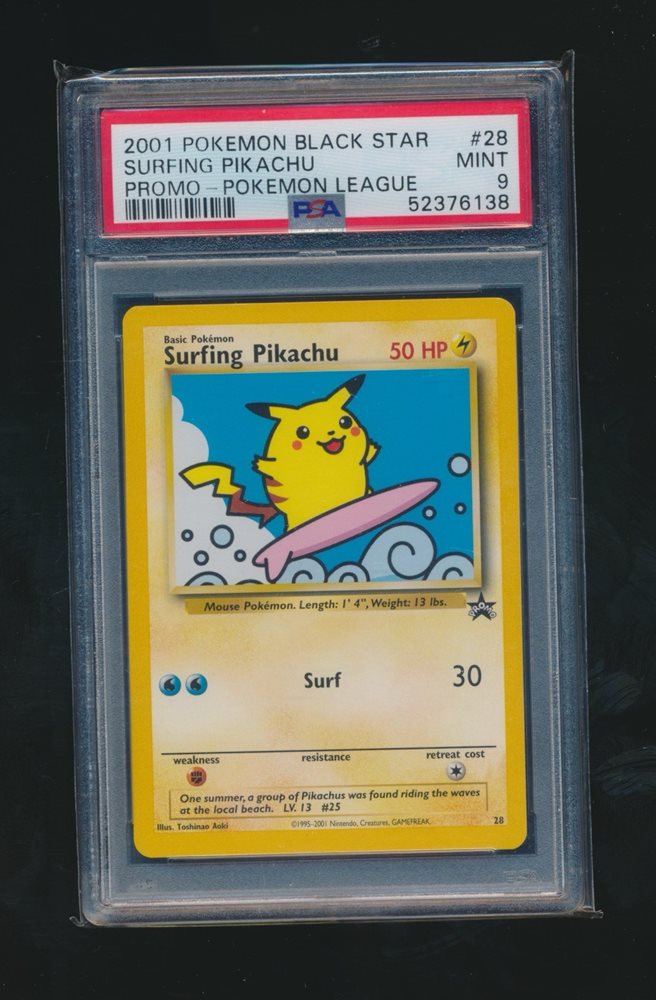 2001 POKEMON BLACK STAR #28
SURFING PIKACHU MINT
PROMO - POKEMON LEAGUE 9
PSA 52376138
Basic Pokémon
Surfing Pikachu 50 HP
Mouse Pokémon. Length: 1' 4", Weight: 13 lbs.
PROMO
Surf 30
weakness resistance retreat cost
One summer, a group of Pikachus was found riding the waves
at the local beach. LV. 13 #25
Illus. Toshinao Aoki ©1995-2001 Nintendo, Creatures, GAMEFREAK. 28